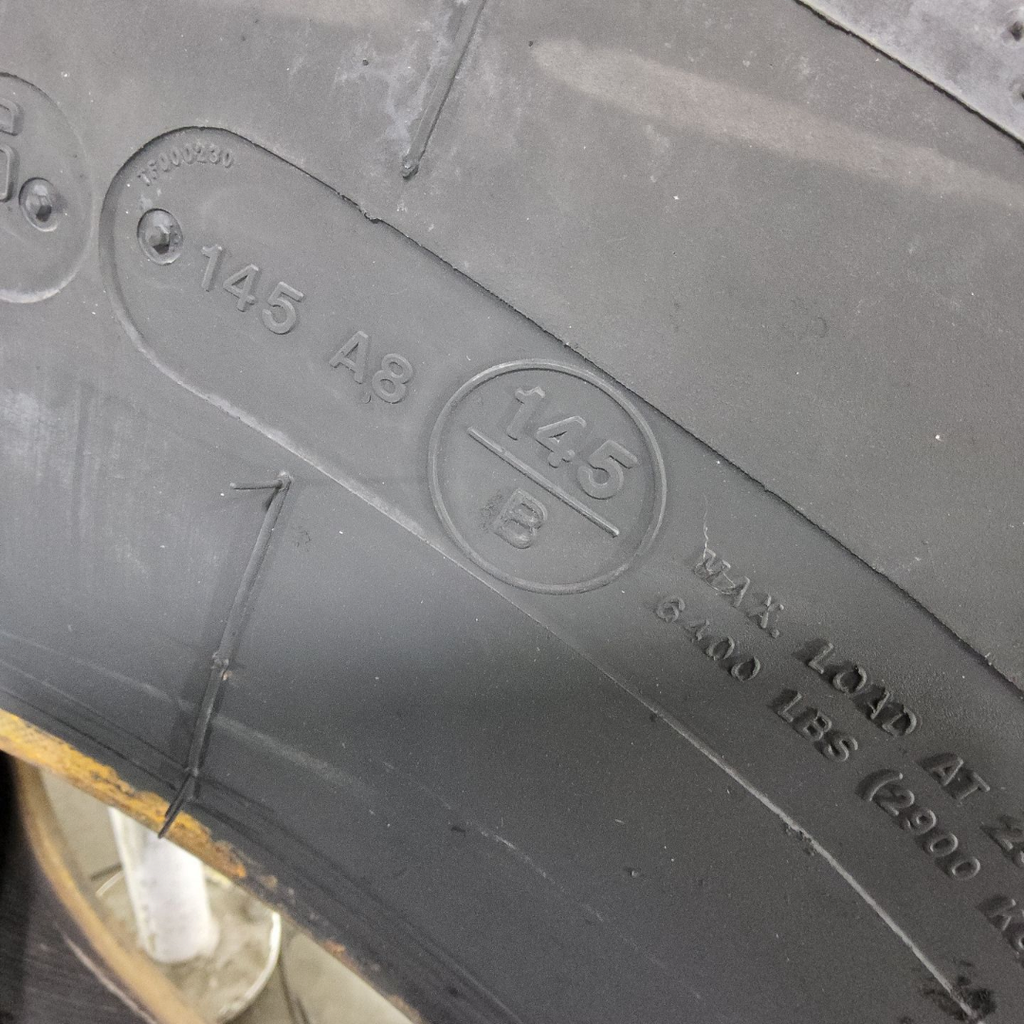 TF000230
145 A8
145
B
MAX. LOAD AT
6400 LBS (2900